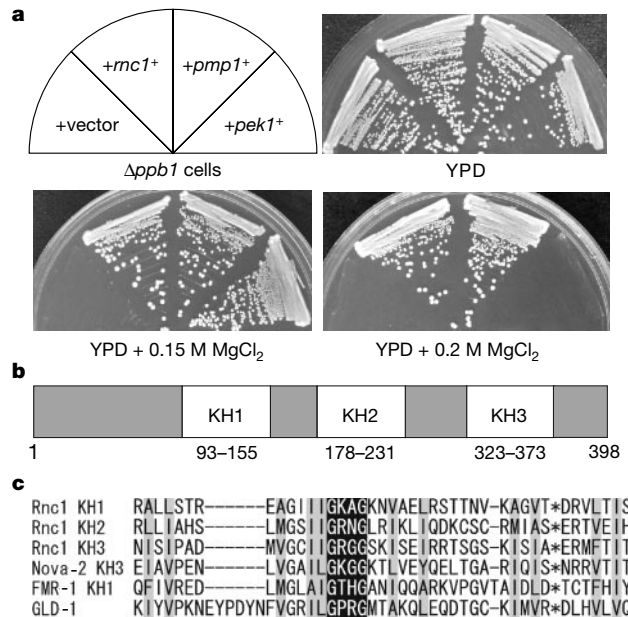 a
+rnc1+ +pmp1+
+vector +pek1+
Δppb1 cells YPD
YPD + 0.15 M MgCl2 YPD + 0.2 M MgCl2
b
KH1 KH2 KH3
1 93–155 178–231 323–373 398
c
Rnc1 KH1 RALLSTR------EAGIIIGKAGKNVAELRSTTNV-KAGVT*DRVLTIS
Rnc1 KH2 RLLIAHS------LMGSIIGRNGLRIKLIQDKCSC-RMIAS*ERTVEIH
Rnc1 KH3 NISIPAD------MVGCIIGRGGSKISEIRRTSGS-KISIA*ERMFTIT
Nova-2 KH3 EIAVPEN------LVGAILGKGGKTLVEYQELTGA-RIQIS*NRRVTIT
FMR-1 KH1 QFIVRED------LMGLAIGTHGANIQQARKVPGVTAIDLD*TCTFHIY
GLD-1 KIYVPKNEYPDYNFVGRILGPRGMTAKQLEQDTGC-KIMVR*DLHVLVQ